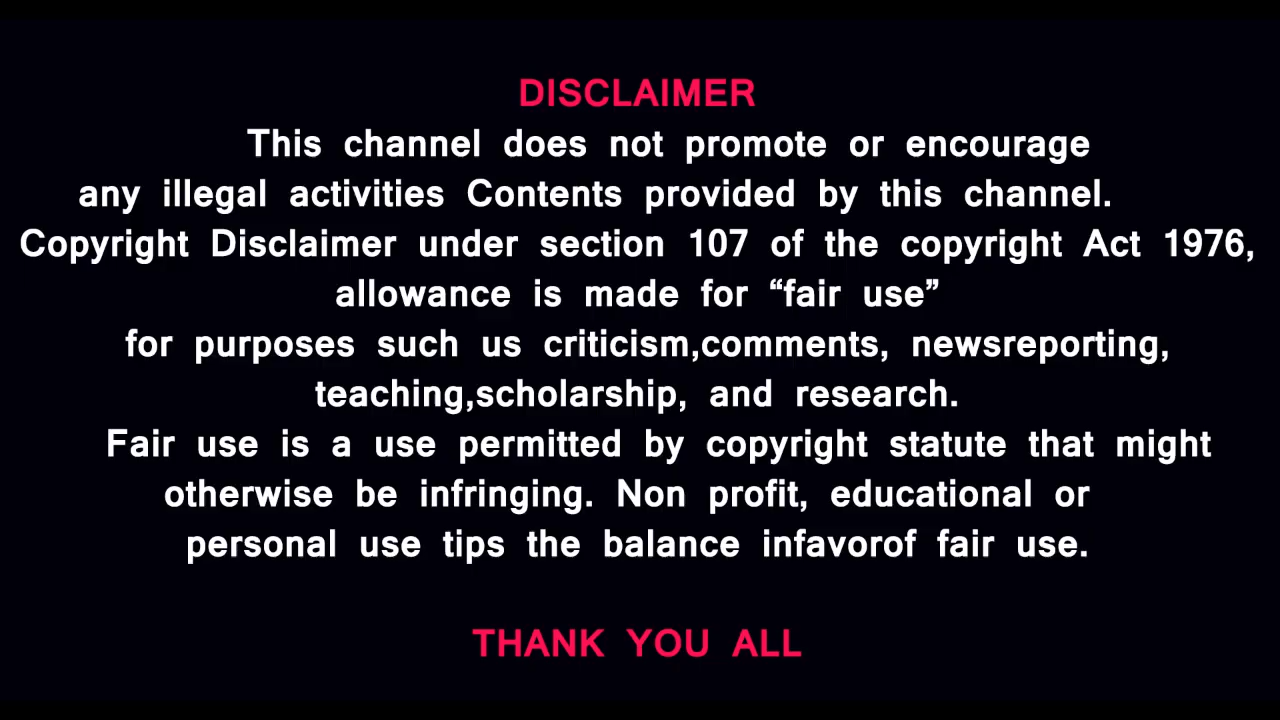 DISCLAIMER
This channel does not promote or encourage
any illegal activities Contents provided by this channel.
Copyright Disclaimer under section 107 of the copyright Act 1976,
allowance is made for “fair use”
for purposes such us criticism,comments, newsreporting,
teaching,scholarship, and research.
Fair use is a use permitted by copyright statute that might
otherwise be infringing. Non profit, educational or
personal use tips the balance infavorof fair use.
THANK YOU ALL